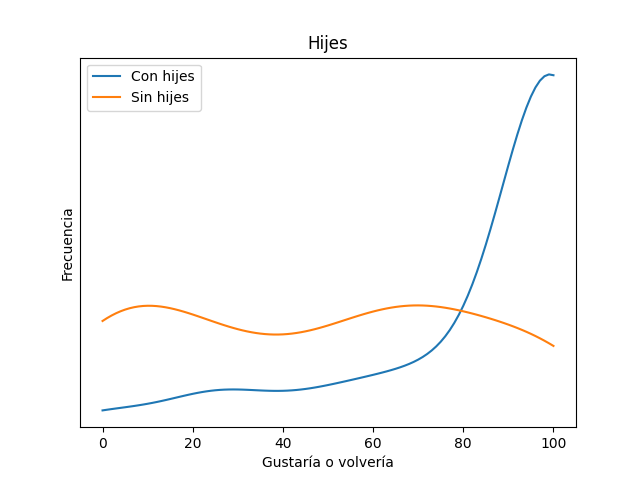 Hijes
Con hijes
Sin hijes
Frecuencia
0 20 40 60 80 100
Gustaría o volvería